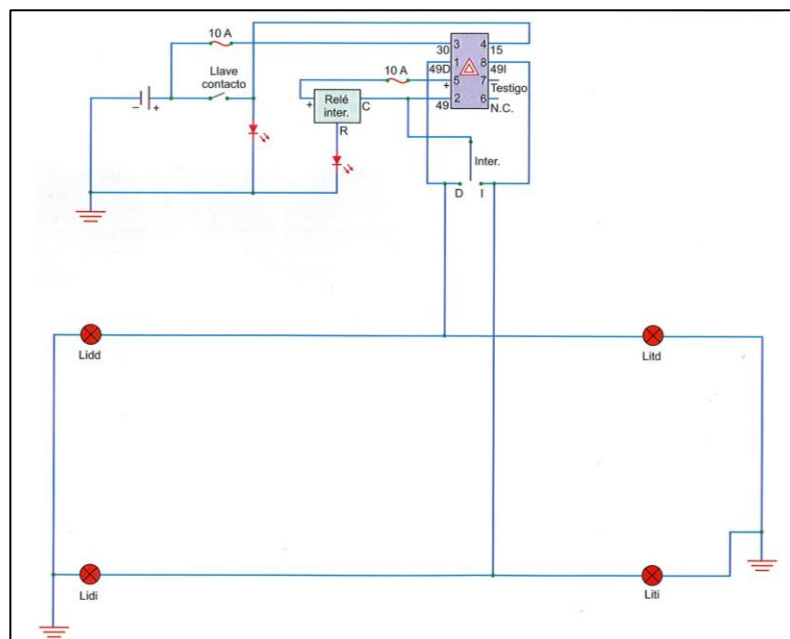 10 A
30 3 4 15
49D 1 8 49I
10 A
+ 5 7 Testigo
49 2 6 N.C.
Llave
contacto
– +
+ Relé C
inter.
R
Inter.
D I
Lidd
Litd
Lidi
Liti